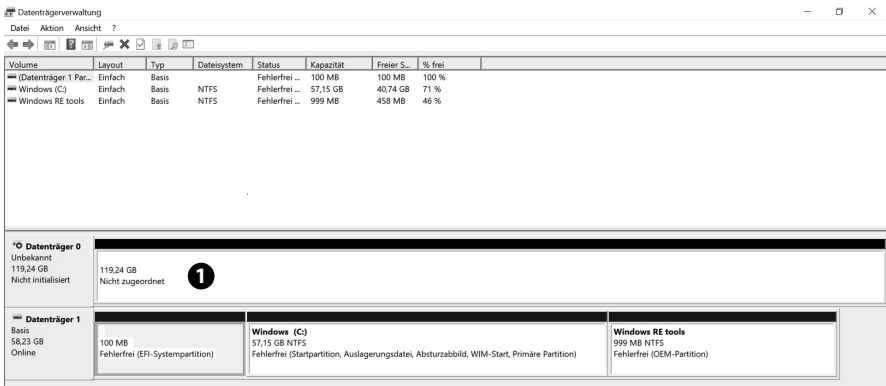 Datenträgerverwaltung
Datei Aktion Ansicht ?
Volume Layout Typ Dateisystem Status Kapazität Freier S... % frei
(Datenträger 1 Par... Einfach Basis Fehlerfrei ... 100 MB 100 MB 100 %
Windows (C:) Einfach Basis NTFS Fehlerfrei ... 57,15 GB 40,74 GB 71 %
Windows RE tools Einfach Basis NTFS Fehlerfrei ... 999 MB 458 MB 46 %
Datenträger 0
Unbekannt
119,24 GB
Nicht initialisiert
119,24 GB
Nicht zugeordnet
1
Datenträger 1
Basis
58,23 GB
Online
100 MB
Fehlerfrei (EFI-Systempartition)
Windows (C:)
57,15 GB NTFS
Fehlerfrei (Startpartition, Auslagerungsdatei, Absturzabbild, WIM-Start, Primäre Partition)
Windows RE tools
999 MB NTFS
Fehlerfrei (OEM-Partition)